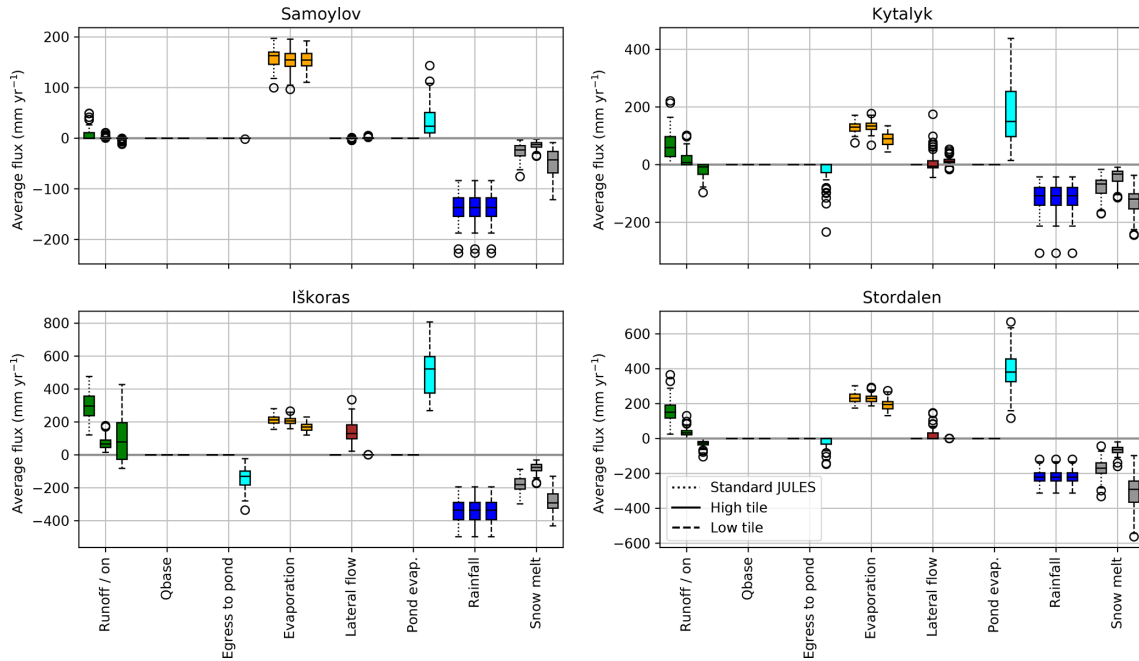 Samoylov
Kytalyk
Average flux (mm yr⁻¹)
200
100
0
−100
−200
Average flux (mm yr⁻¹)
400
200
0
−200
Iškoras
Stordalen
Average flux (mm yr⁻¹)
800
600
400
200
0
−200
−400
Average flux (mm yr⁻¹)
600
400
200
0
−200
−400
−600
Standard JULES
High tile
Low tile
Runoff / on
Qbase
Egress to pond
Evaporation
Lateral flow
Pond evap.
Rainfall
Snow melt
Runoff / on
Qbase
Egress to pond
Evaporation
Lateral flow
Pond evap.
Rainfall
Snow melt